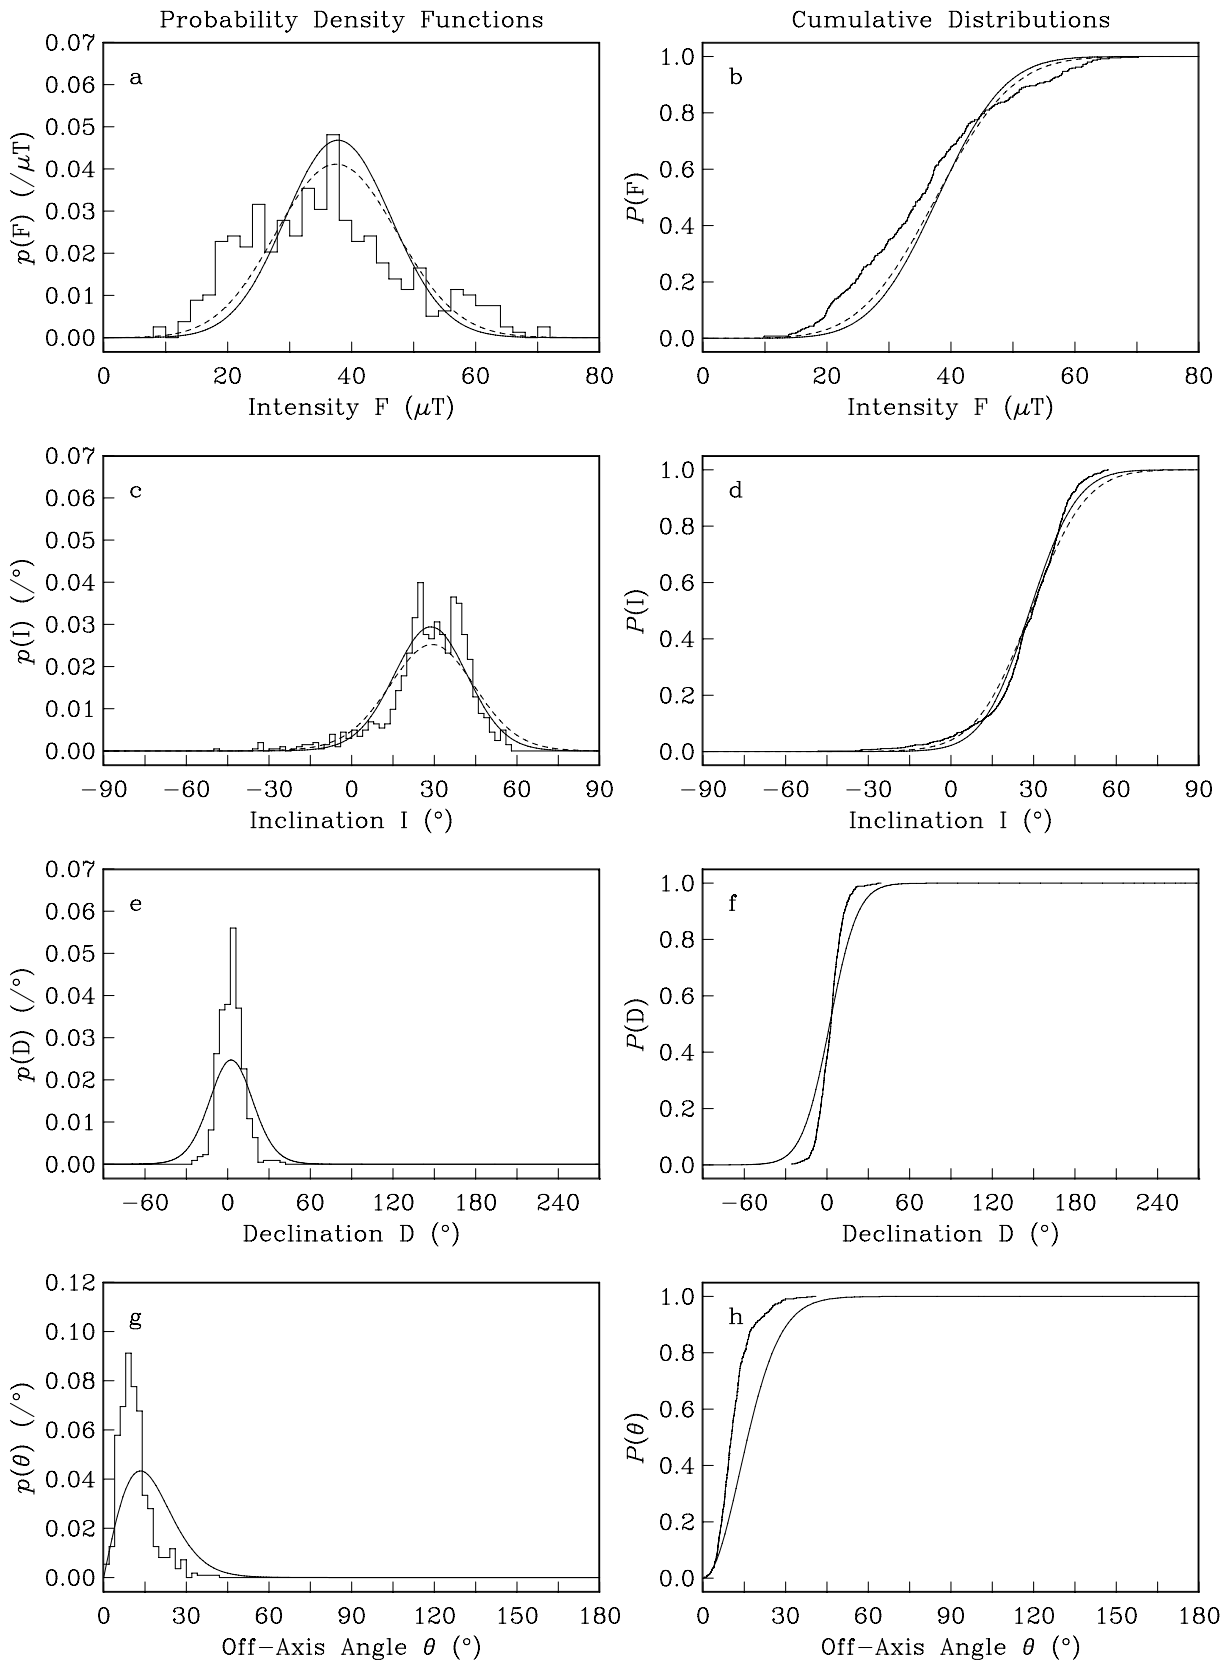 Probability Density Functions
Cumulative Distributions
a
0.07
0.06
0.05
0.04
0.03
0.02
0.01
0.00
p(F) (/μT)
0 20 40 60 80
Intensity F (μT)
b
1.0
0.8
0.6
0.4
0.2
0.0
P(F)
0 20 40 60 80
Intensity F (μT)
c
0.07
0.06
0.05
0.04
0.03
0.02
0.01
0.00
p(I) (/°)
−90 −60 −30 0 30 60 90
Inclination I (°)
d
1.0
0.8
0.6
0.4
0.2
0.0
P(I)
−90 −60 −30 0 30 60 90
Inclination I (°)
e
0.07
0.06
0.05
0.04
0.03
0.02
0.01
0.00
p(D) (/°)
−60 0 60 120 180 240
Declination D (°)
f
1.0
0.8
0.6
0.4
0.2
0.0
P(D)
−60 0 60 120 180 240
Declination D (°)
g
0.12
0.10
0.08
0.06
0.04
0.02
0.00
p(θ) (/°)
0 30 60 90 120 150 180
Off−Axis Angle θ (°)
h
1.0
0.8
0.6
0.4
0.2
0.0
P(θ)
0 30 60 90 120 150 180
Off−Axis Angle θ (°)